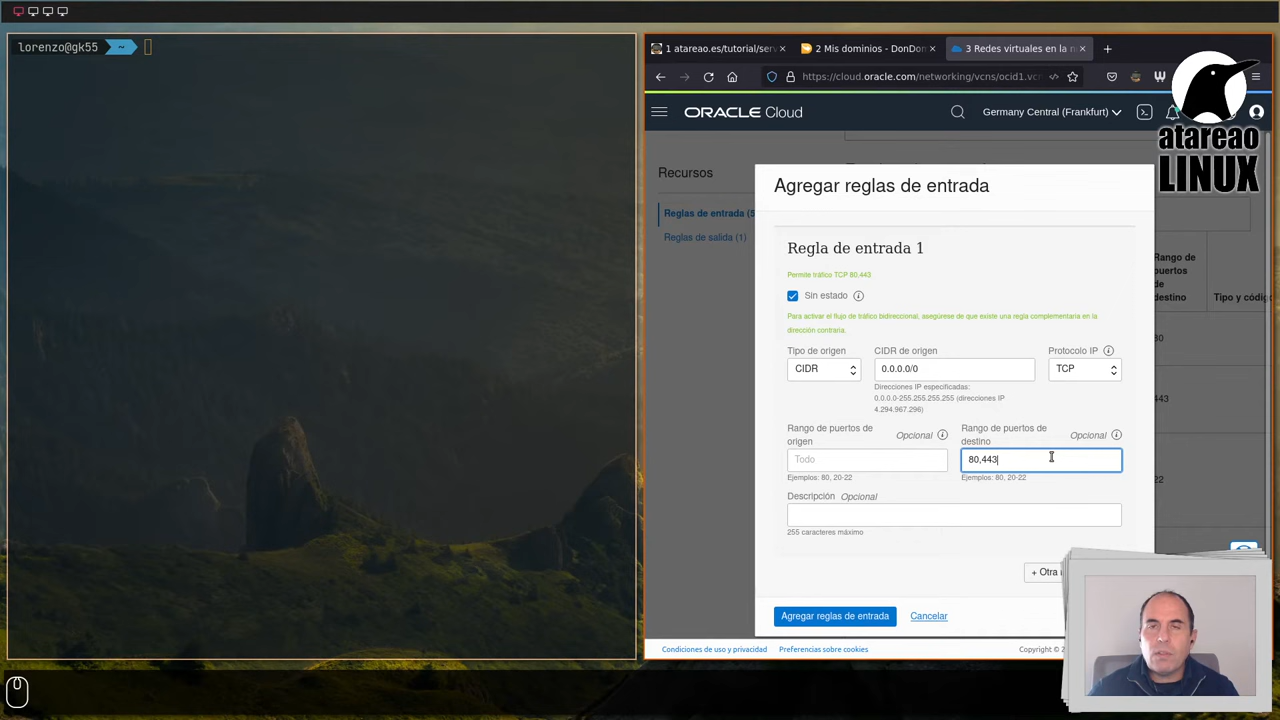 lorenzo@gk55 ~
1 atareao.es/tutorial/serv
2 Mis dominios - DonDom
3 Redes virtuales en la n
https://cloud.oracle.com/networking/vcns/ocid1.vcn
atareao
LINUX
ORACLE Cloud
Germany Central (Frankfurt)
Recursos
Reglas de entrada (5
Reglas de salida (1)
Agregar reglas de entrada
Regla de entrada 1
Permite tráfico TCP 80.443
Sin estado
Para activar el flujo de tráfico bidireccional, asegúrese de que existe una regla complementaria en la
dirección contraria.
Tipo de origen
CIDR de origen
Protocolo IP
CIDR
0.0.0.0/0
TCP
Direcciones IP especificadas:
0.0.0.0-255.255.255.255 (direcciones IP
4.294.967.296)
Rango de puertos de
origen
Opcional
Rango de puertos de
destino
Opcional
Todo
80,443
Ejemplos: 80, 20-22
Ejemplos: 80, 20-22
Descripción Opcional
255 caracteres máximo
+ Otra
Agregar reglas de entrada
Cancelar
Rango de
puertos
de
destino
Tipo y código
80
443
22
Condiciones de uso y privacidad
Preferencias sobre cookies
Copyright © 2